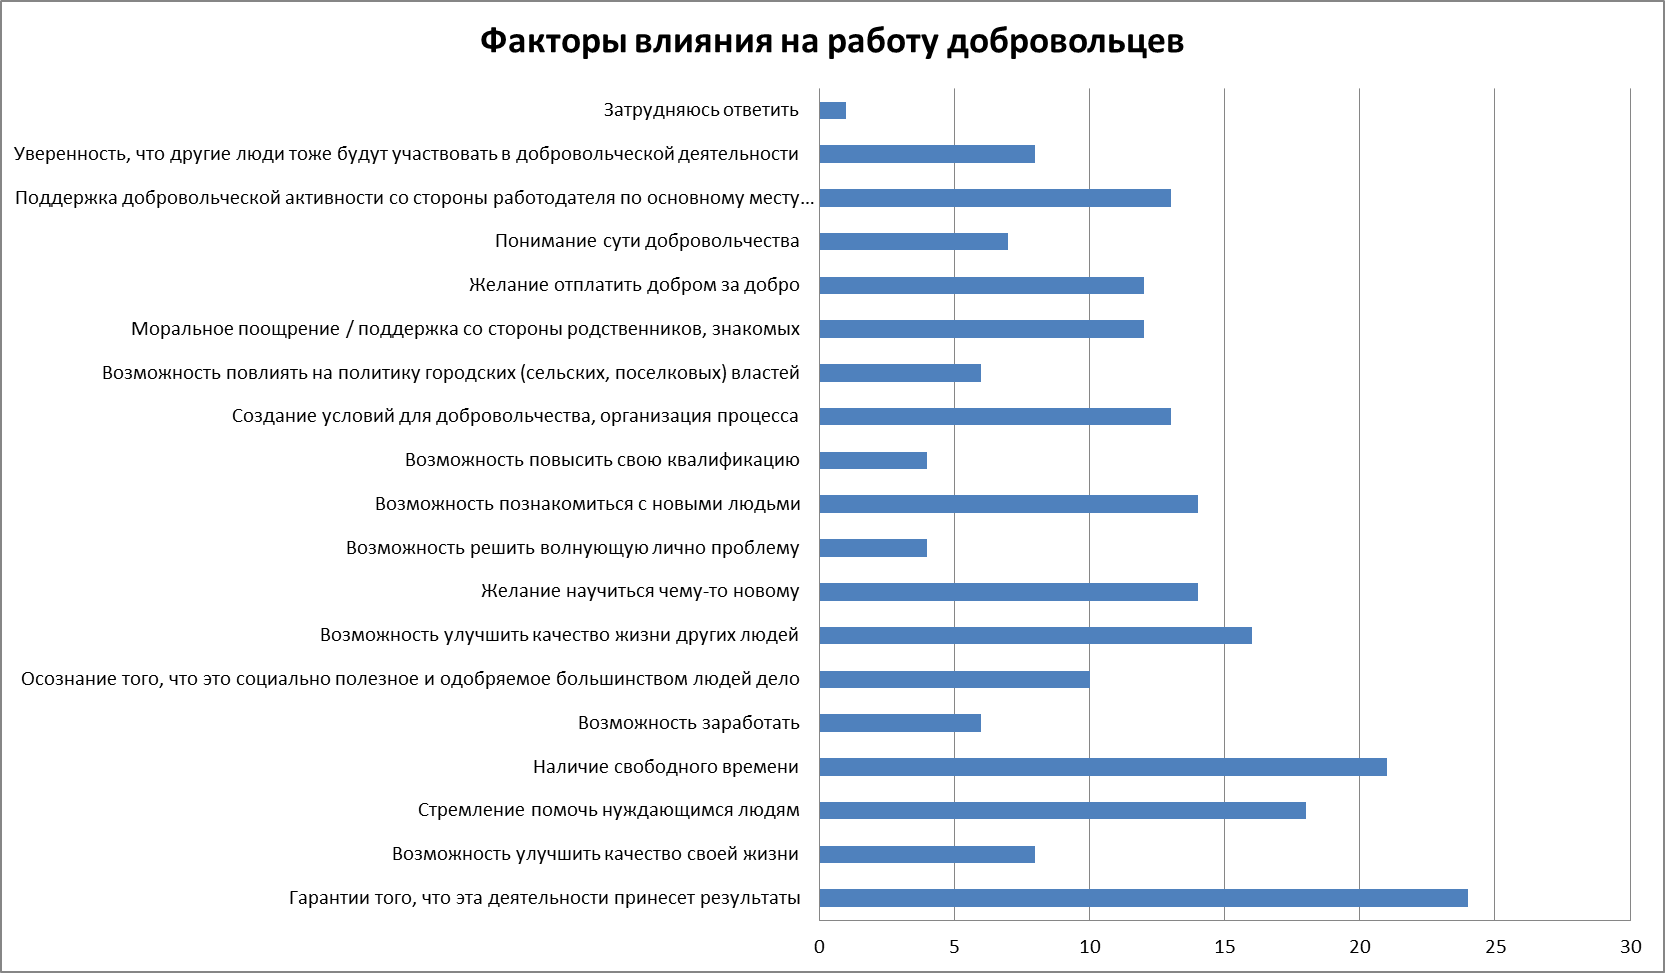 Факторы влияния на работу добровольцев
Затрудняюсь ответить
Уверенность, что другие люди тоже будут участвовать в добровольческой деятельности
Поддержка добровольческой активности со стороны работодателя по основному месту...
Понимание сути добровольчества
Желание отплатить добром за добро
Моральное поощрение / поддержка со стороны родственников, знакомых
Возможность повлиять на политику городских (сельских, поселковых) властей
Создание условий для добровольчества, организация процесса
Возможность повысить свою квалификацию
Возможность познакомиться с новыми людьми
Возможность решить волнующую лично проблему
Желание научиться чему-то новому
Возможность улучшить качество жизни других людей
Осознание того, что это социально полезное и одобряемое большинством людей дело
Возможность заработать
Наличие свободного времени
Стремление помочь нуждающимся людям
Возможность улучшить качество своей жизни
Гарантии того, что эта деятельности принесет результаты
0 5 10 15 20 25 30